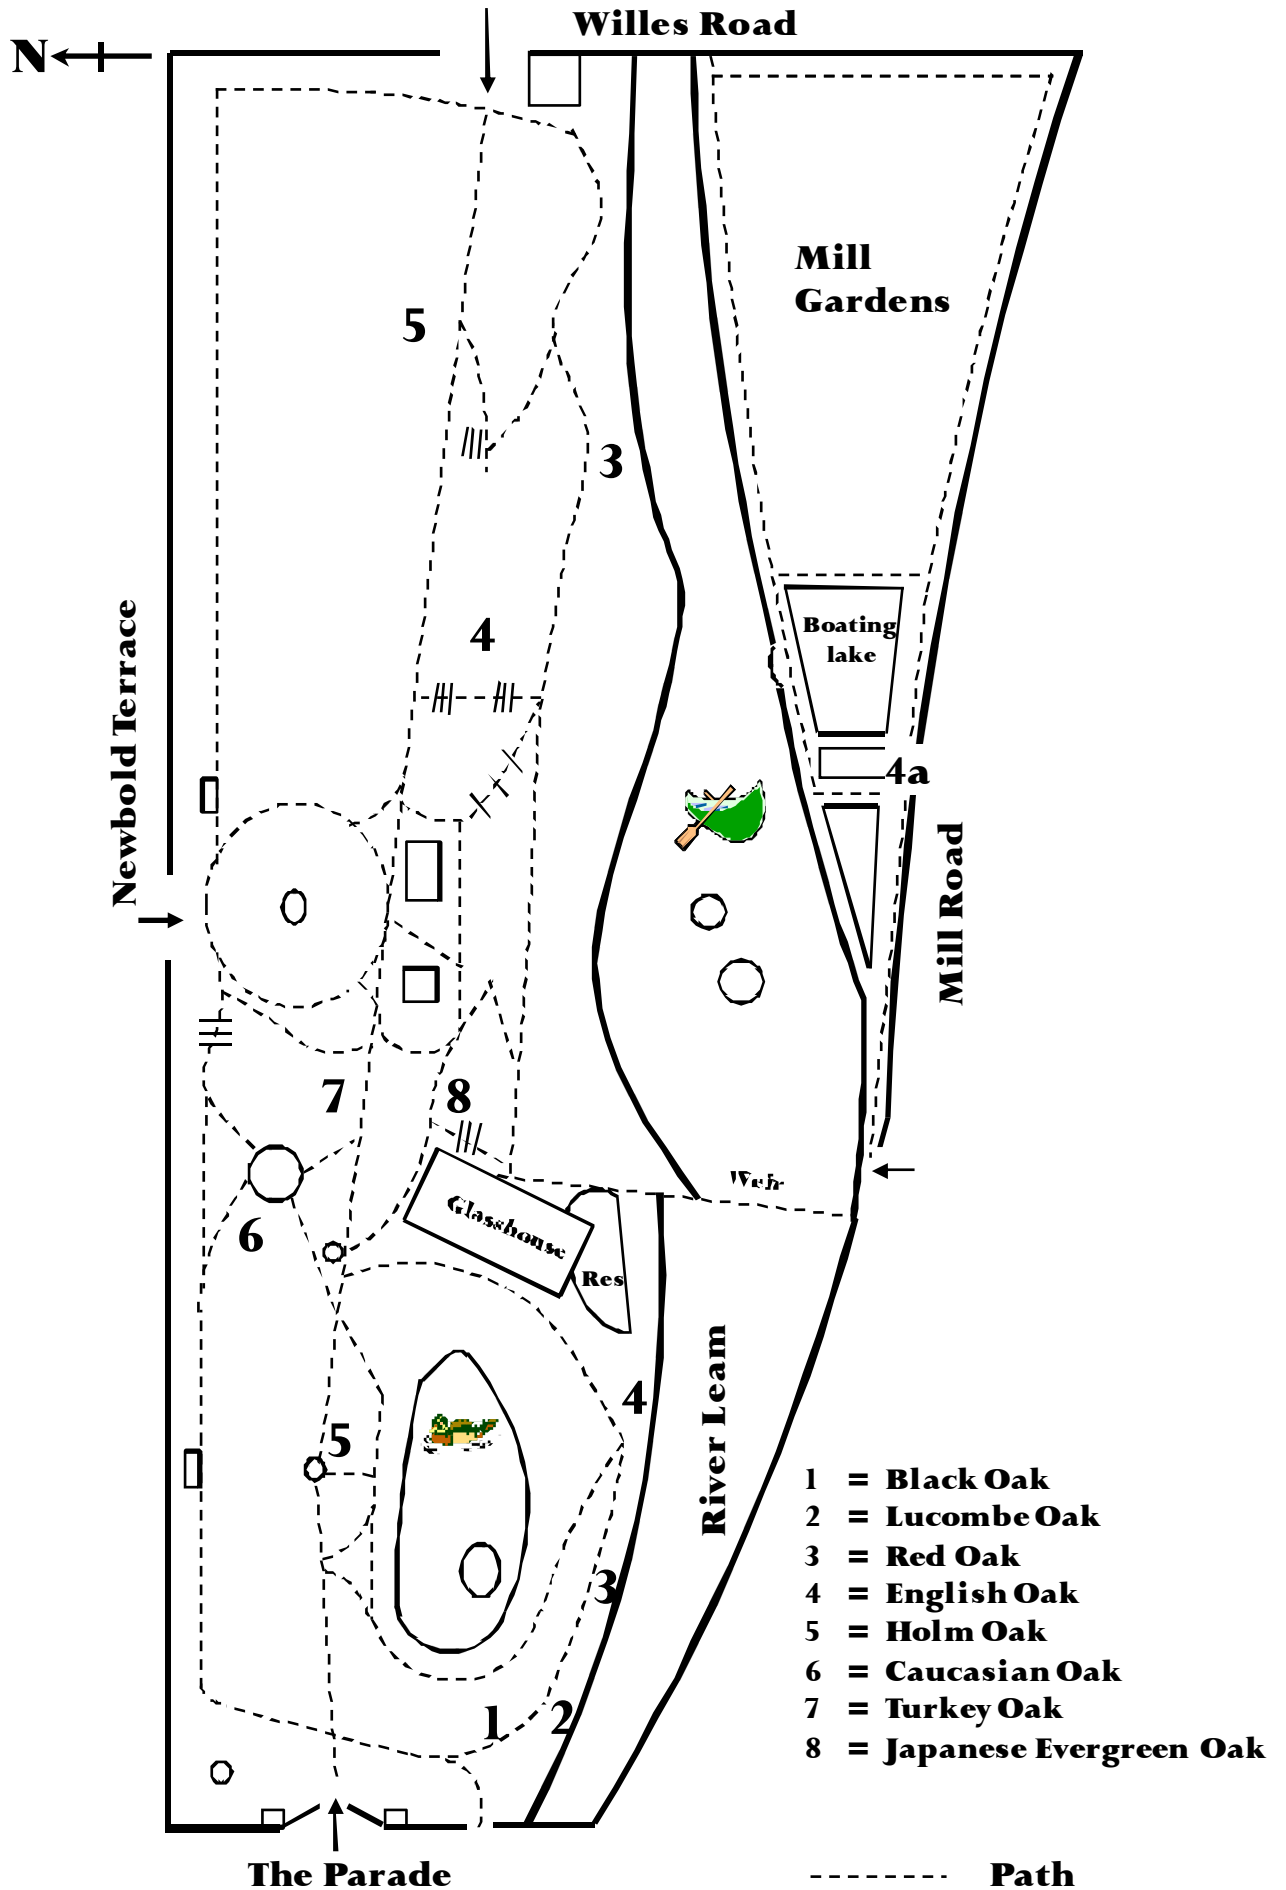 Willes Road
N
Mill
Gardens
5
3
4
Boating
lake
Newbold Terrace
4a
Mill Road
7
8
Weir
6
Glasshouse
Res
4
5
River Leam
3
1
2
1 = Black Oak
2 = Lucombe Oak
3 = Red Oak
4 = English Oak
5 = Holm Oak
6 = Caucasian Oak
7 = Turkey Oak
8 = Japanese Evergreen Oak
The Parade
Path